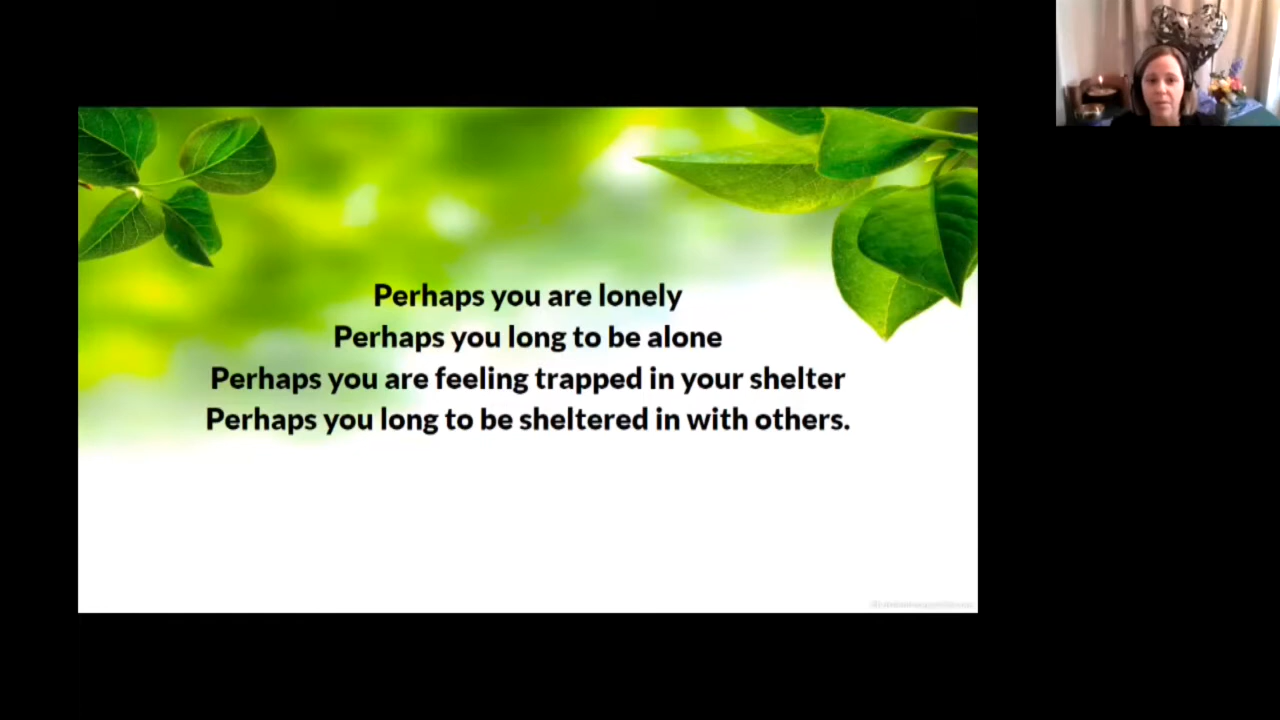 Perhaps you are lonely
Perhaps you long to be alone
Perhaps you are feeling trapped in your shelter
Perhaps you long to be sheltered in with others.